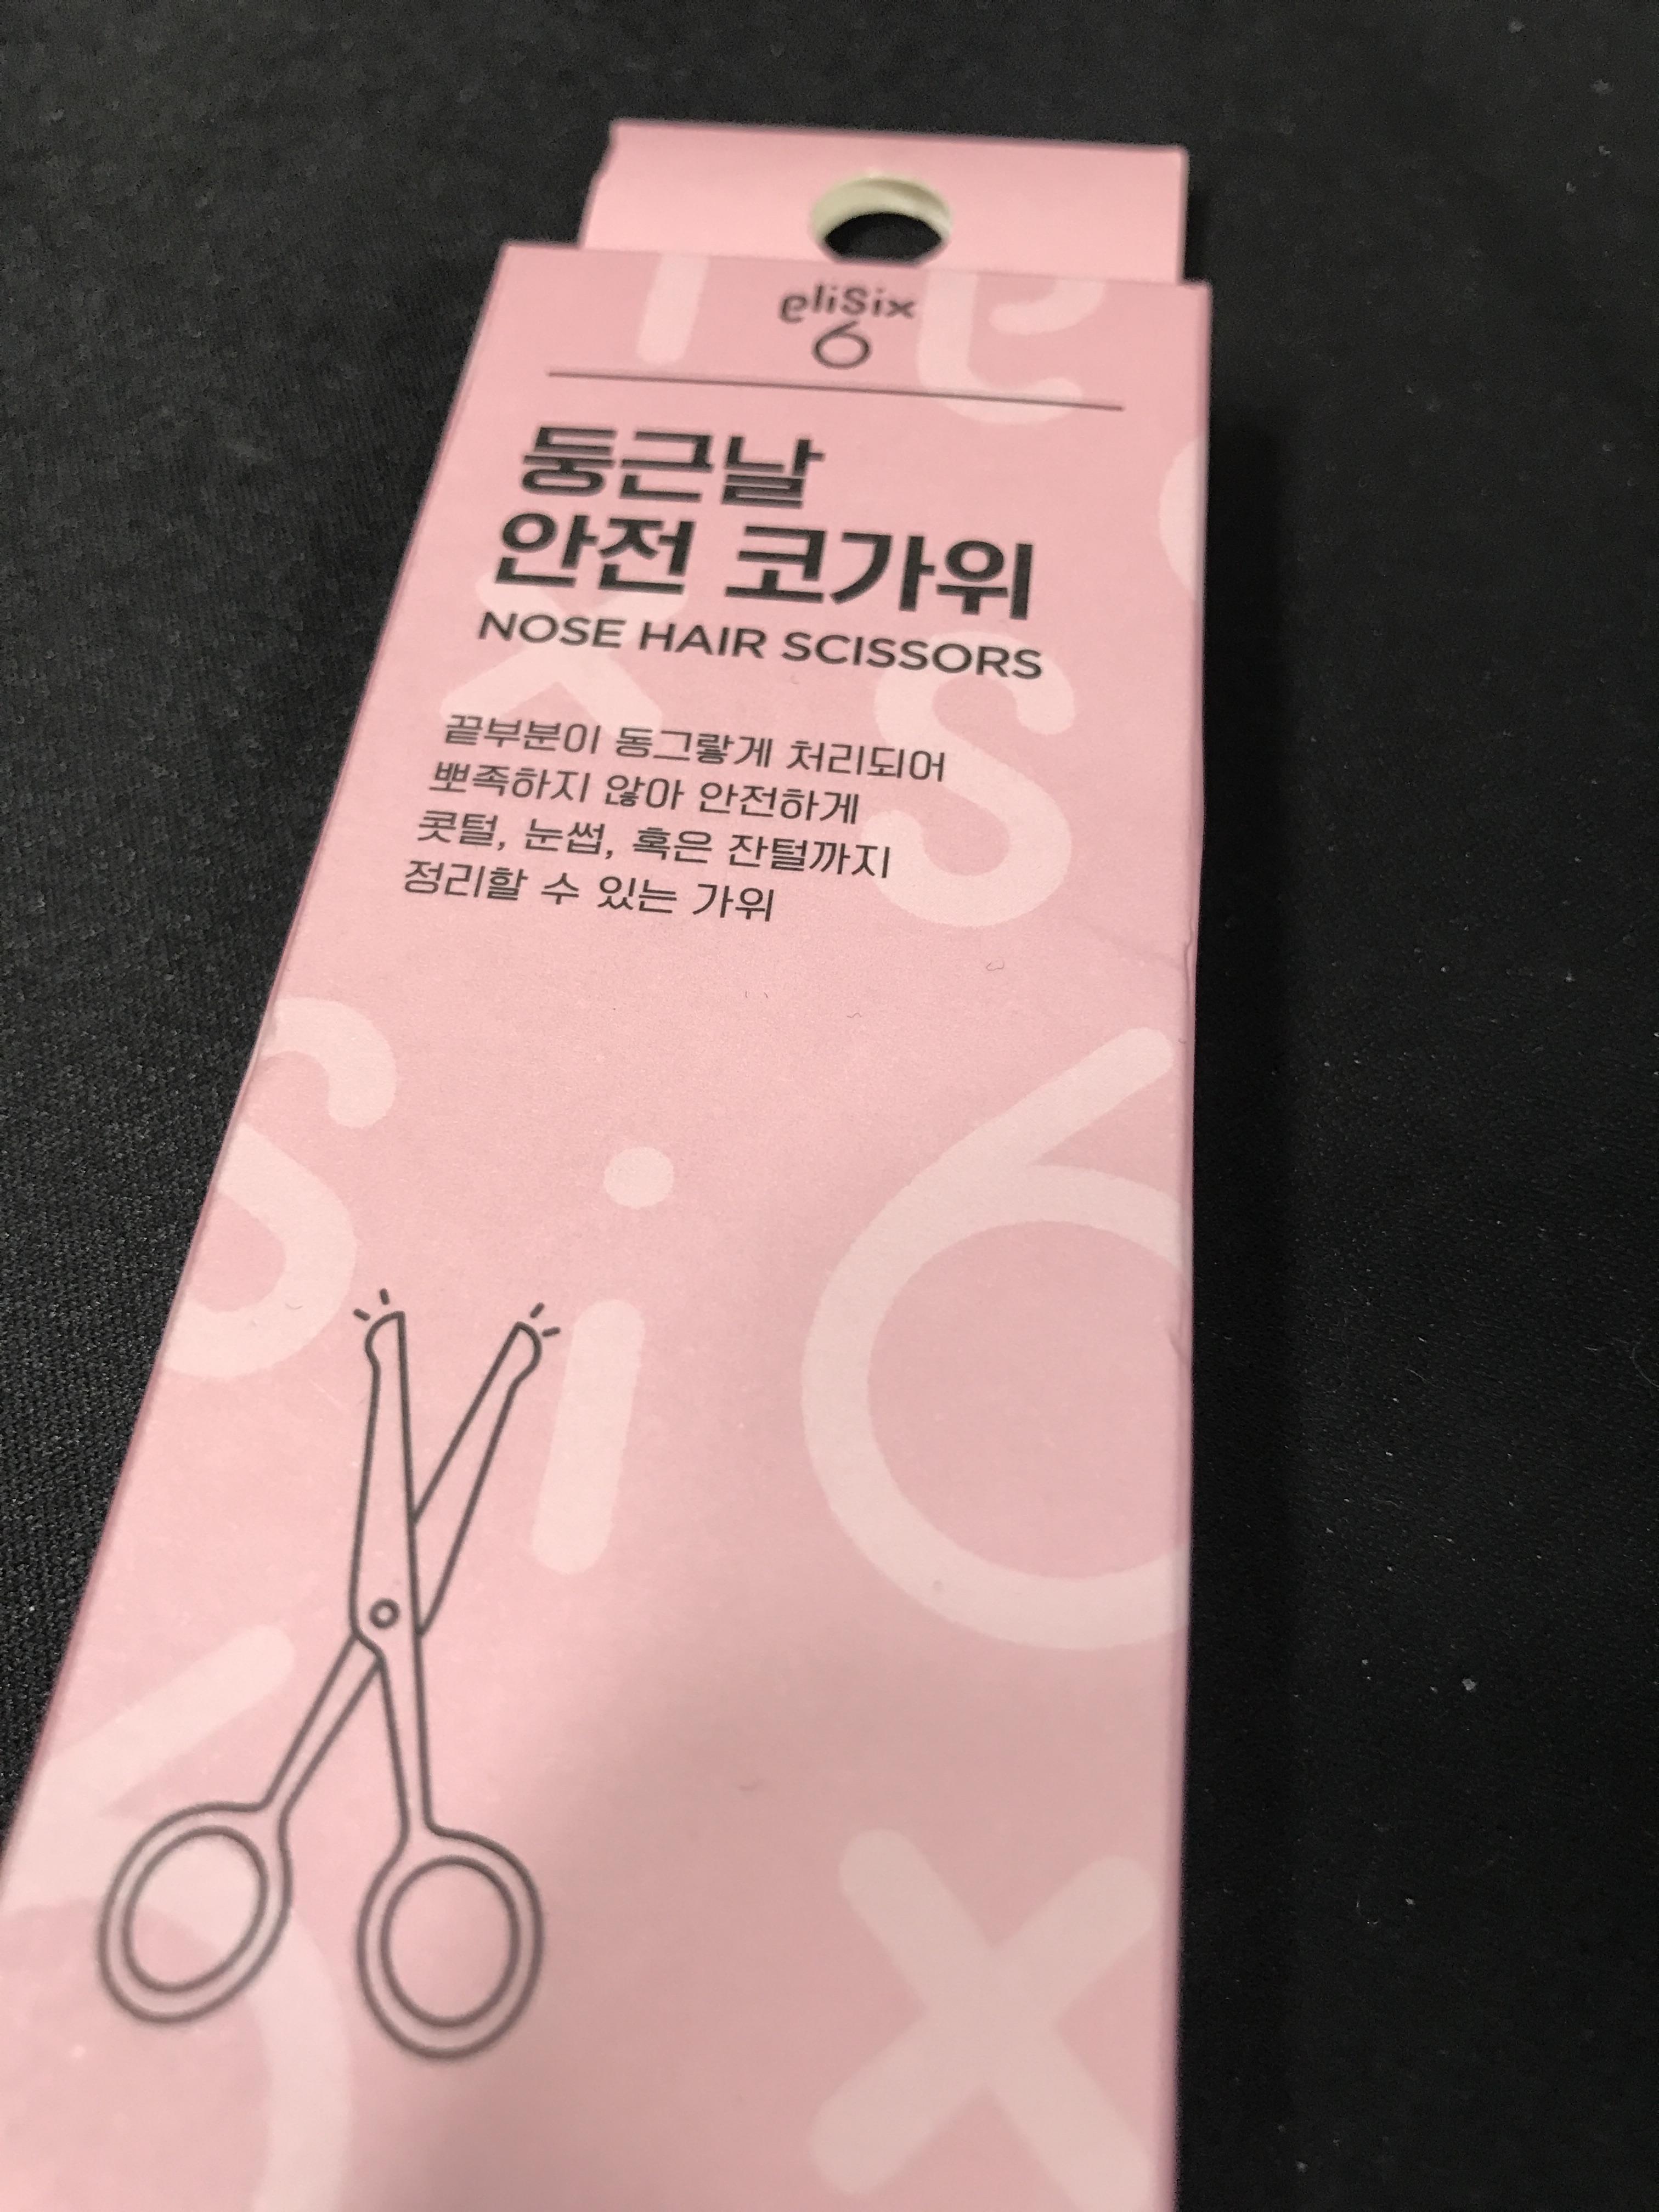 eliSix
6
둥근날
안전 코가위
NOSE HAIR SCISSORS
끝부분이 동그랗게 처리되어
뾰족하지 않아 안전하게
콧털, 눈썹, 혹은 잔털까지
정리할 수 있는 가위